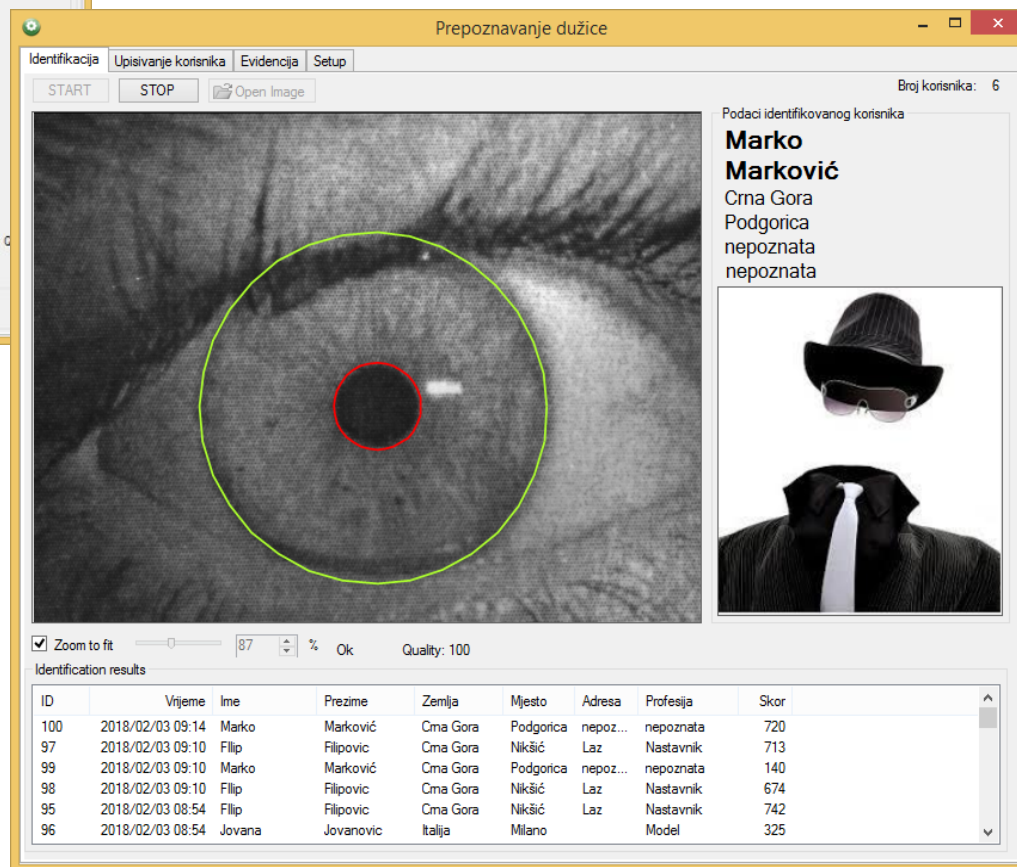 Prepoznavanje dužice
Identifikacija Upisivanje korisnika Evidencija Setup
START STOP Open Image Broj korisnika: 6
Podaci identifikovanog korisnika
Marko
Marković
Crna Gora
Podgorica
nepoznata
nepoznata
Zoom to fit 87 % Ok Quality: 100
Identification results
ID Vrijeme Ime Prezime Zemlja Mjesto Adresa Profesija Skor
100 2018/02/03 09:14 Marko Marković Crna Gora Podgorica nepoz... nepoznata 720
97 2018/02/03 09:10 FIlip Filipovic Crna Gora Nikšić Laz Nastavnik 713
99 2018/02/03 09:10 Marko Marković Crna Gora Podgorica nepoz... nepoznata 140
98 2018/02/03 09:10 FIlip Filipovic Crna Gora Nikšić Laz Nastavnik 674
95 2018/02/03 08:54 FIlip Filipovic Crna Gora Nikšić Laz Nastavnik 742
96 2018/02/03 08:54 Jovana Jovanovic Italija Milano Model 325